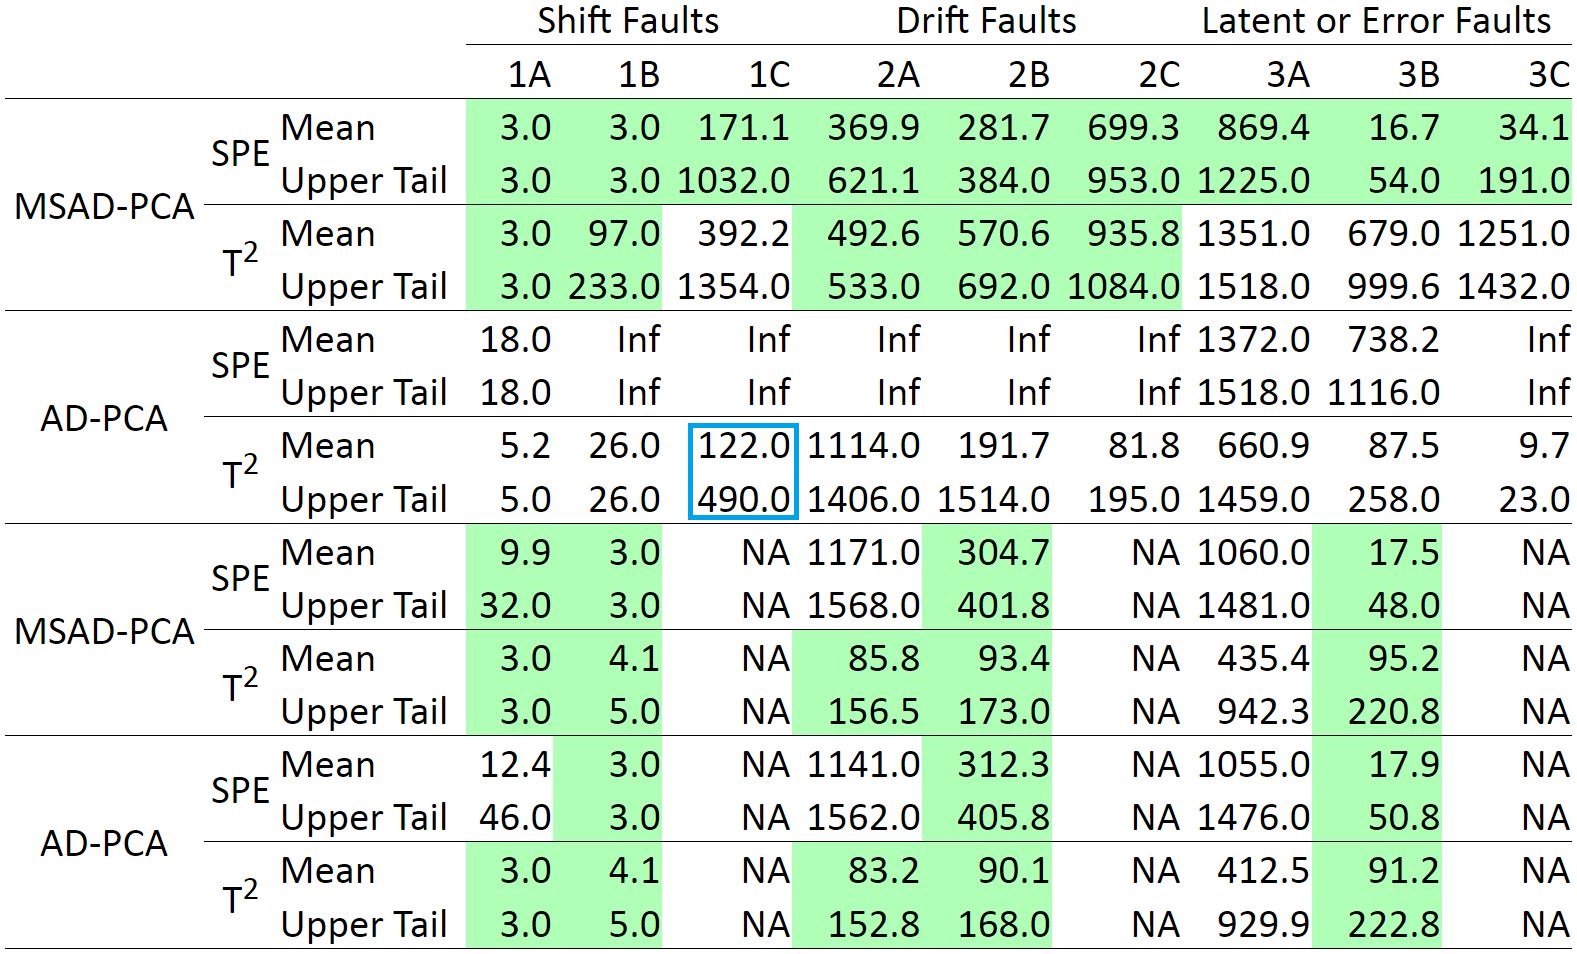 Shift Faults Drift Faults Latent or Error Faults
1A 1B 1C 2A 2B 2C 3A 3B 3C
MSAD-PCA SPE Mean 3.0 3.0 171.1 369.9 281.7 699.3 869.4 16.7 34.1
Upper Tail 3.0 3.0 1032.0 621.1 384.0 953.0 1225.0 54.0 191.0
T² Mean 3.0 97.0 392.2 492.6 570.6 935.8 1351.0 679.0 1251.0
Upper Tail 3.0 233.0 1354.0 533.0 692.0 1084.0 1518.0 999.6 1432.0
AD-PCA SPE Mean 18.0 Inf Inf Inf Inf Inf 1372.0 738.2 Inf
Upper Tail 18.0 Inf Inf Inf Inf Inf 1518.0 1116.0 Inf
T² Mean 5.2 26.0 122.0 1114.0 191.7 81.8 660.9 87.5 9.7
Upper Tail 5.0 26.0 490.0 1406.0 1514.0 195.0 1459.0 258.0 23.0
MSAD-PCA SPE Mean 9.9 3.0 NA 1171.0 304.7 NA 1060.0 17.5 NA
Upper Tail 32.0 3.0 NA 1568.0 401.8 NA 1481.0 48.0 NA
T² Mean 3.0 4.1 NA 85.8 93.4 NA 435.4 95.2 NA
Upper Tail 3.0 5.0 NA 156.5 173.0 NA 942.3 220.8 NA
AD-PCA SPE Mean 12.4 3.0 NA 1141.0 312.3 NA 1055.0 17.9 NA
Upper Tail 46.0 3.0 NA 1562.0 405.8 NA 1476.0 50.8 NA
T² Mean 3.0 4.1 NA 83.2 90.1 NA 412.5 91.2 NA
Upper Tail 3.0 5.0 NA 152.8 168.0 NA 929.9 222.8 NA